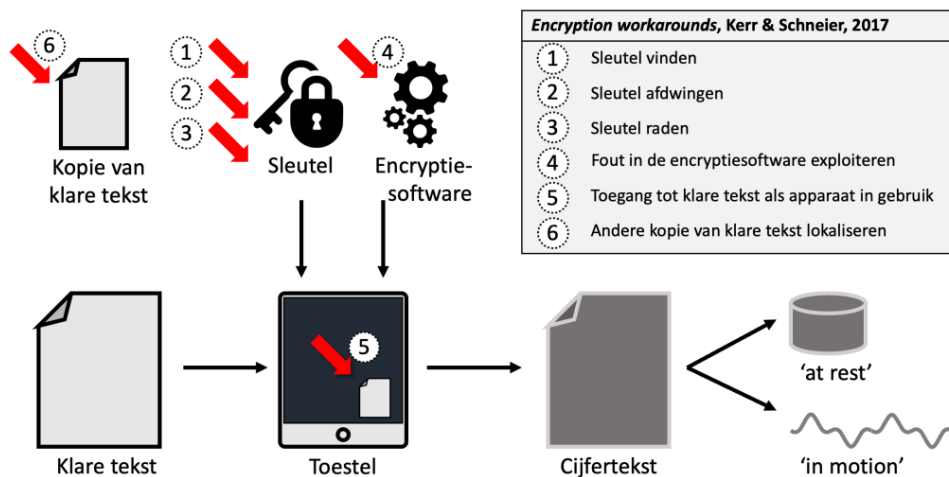 6
Kopie van
klare tekst
1
2
3
Sleutel
4
Encryptie-
software
Encryption workarounds, Kerr & Schneier, 2017
1 Sleutel vinden
2 Sleutel afdwingen
3 Sleutel raden
4 Fout in de encryptiesoftware exploiteren
5 Toegang tot klare tekst als apparaat in gebruik
6 Andere kopie van klare tekst lokaliseren
Klare tekst
5
Toestel
Cijfertekst
‘at rest’
‘in motion’